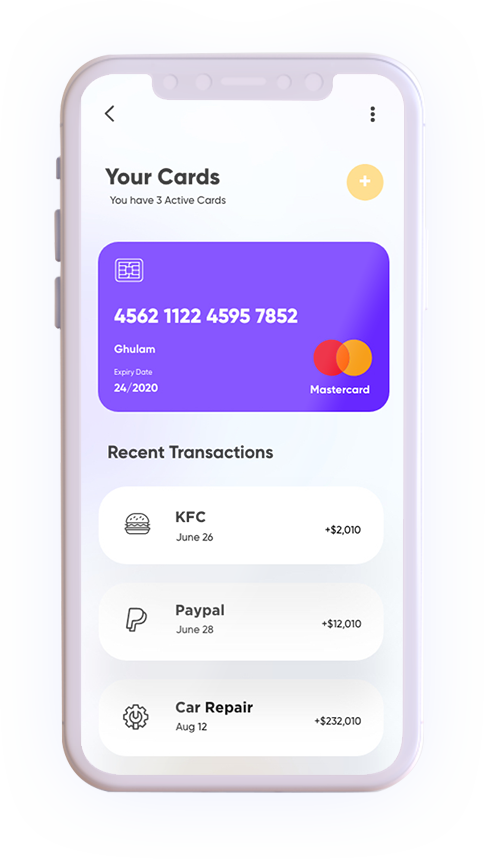 Your Cards
You have 3 Active Cards
4562 1122 4595 7852
Ghulam
Expiry Date
24/2020
Mastercard
Recent Transactions
KFC
June 26
+$2,010
Paypal
June 28
+$12,010
Car Repair
Aug 12
+$232,010